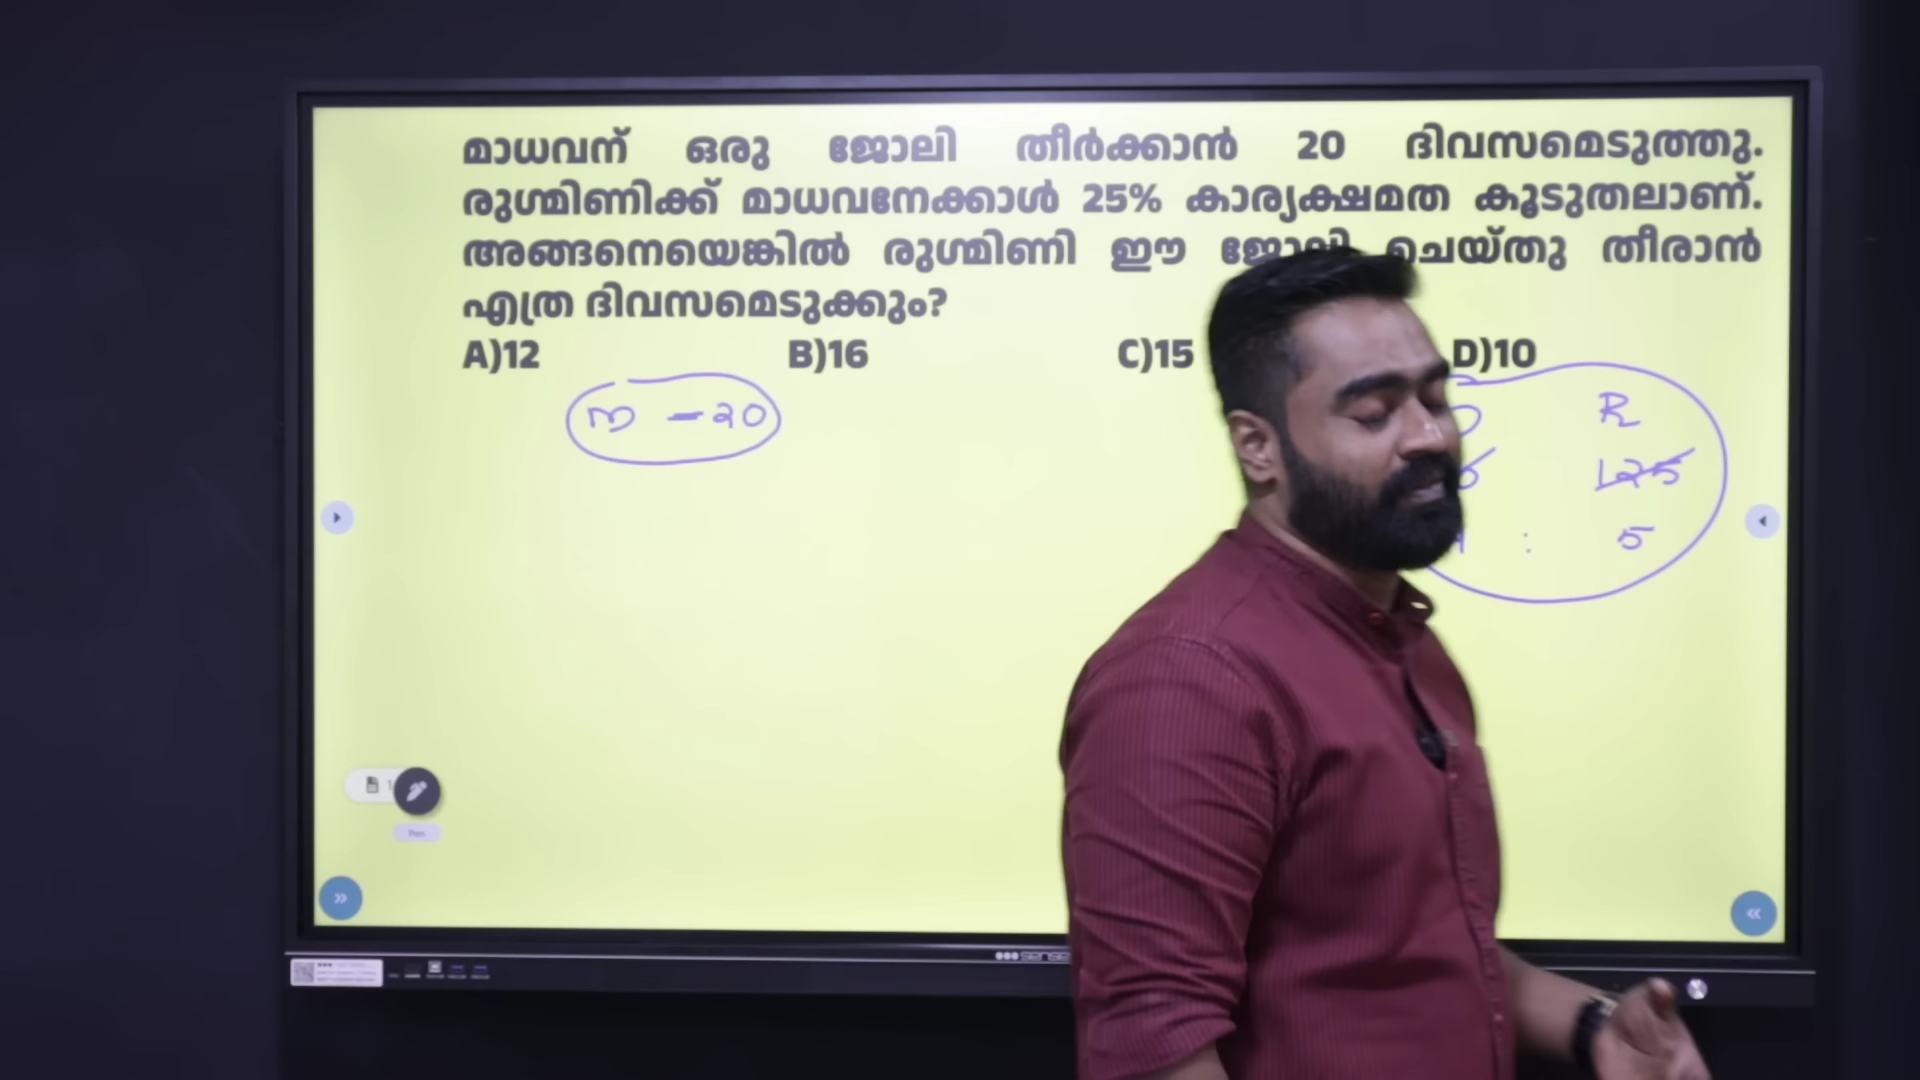 മാധവന് ഒരു ജോലി തീർക്കാൻ 20 ദിവസമെടുത്തു.
രുഗ്മിണിക്ക് മാധവനേക്കാൾ 25% കാര്യക്ഷമത കൂടുതലാണ്.
അങ്ങനെയെങ്കിൽ രുഗ്മിണി ഈ ജോലി ചെയ്തു തീരാൻ
എത്ര ദിവസമെടുക്കും?
A)12 B)16 C)15 D)10
m - 20
R
125
: 5
Pen